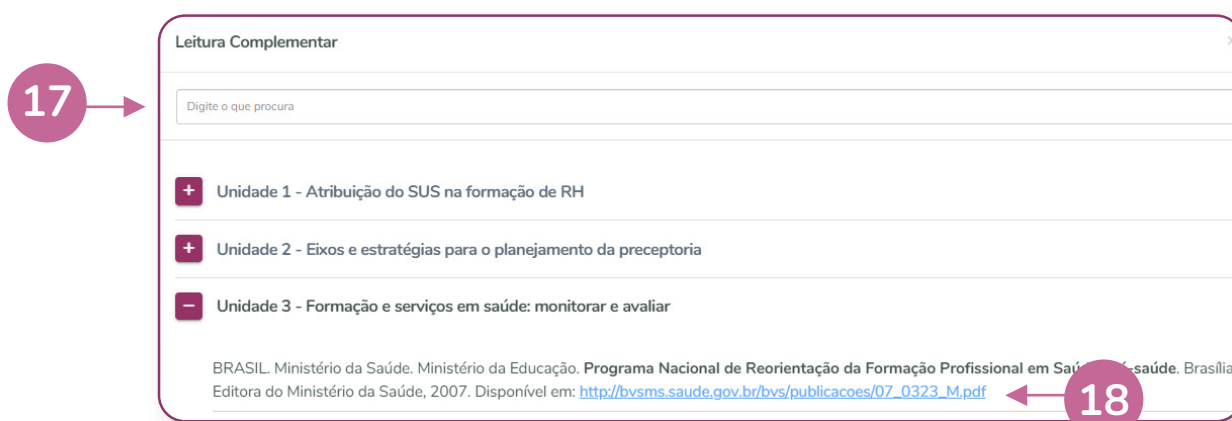 Leitura Complementar
×
17
Digite o que procura
+ Unidade 1 - Atribuição do SUS na formação de RH
+ Unidade 2 - Eixos e estratégias para o planejamento da preceptoria
− Unidade 3 - Formação e serviços em saúde: monitorar e avaliar
BRASIL. Ministério da Saúde. Ministério da Educação. Programa Nacional de Reorientação da Formação Profissional em -saúde. Brasília
Editora do Ministério da Saúde, 2007. Disponível em: http://bvsms.saude.gov.br/bvs/publicacoes/07_0323_M.pdf
18